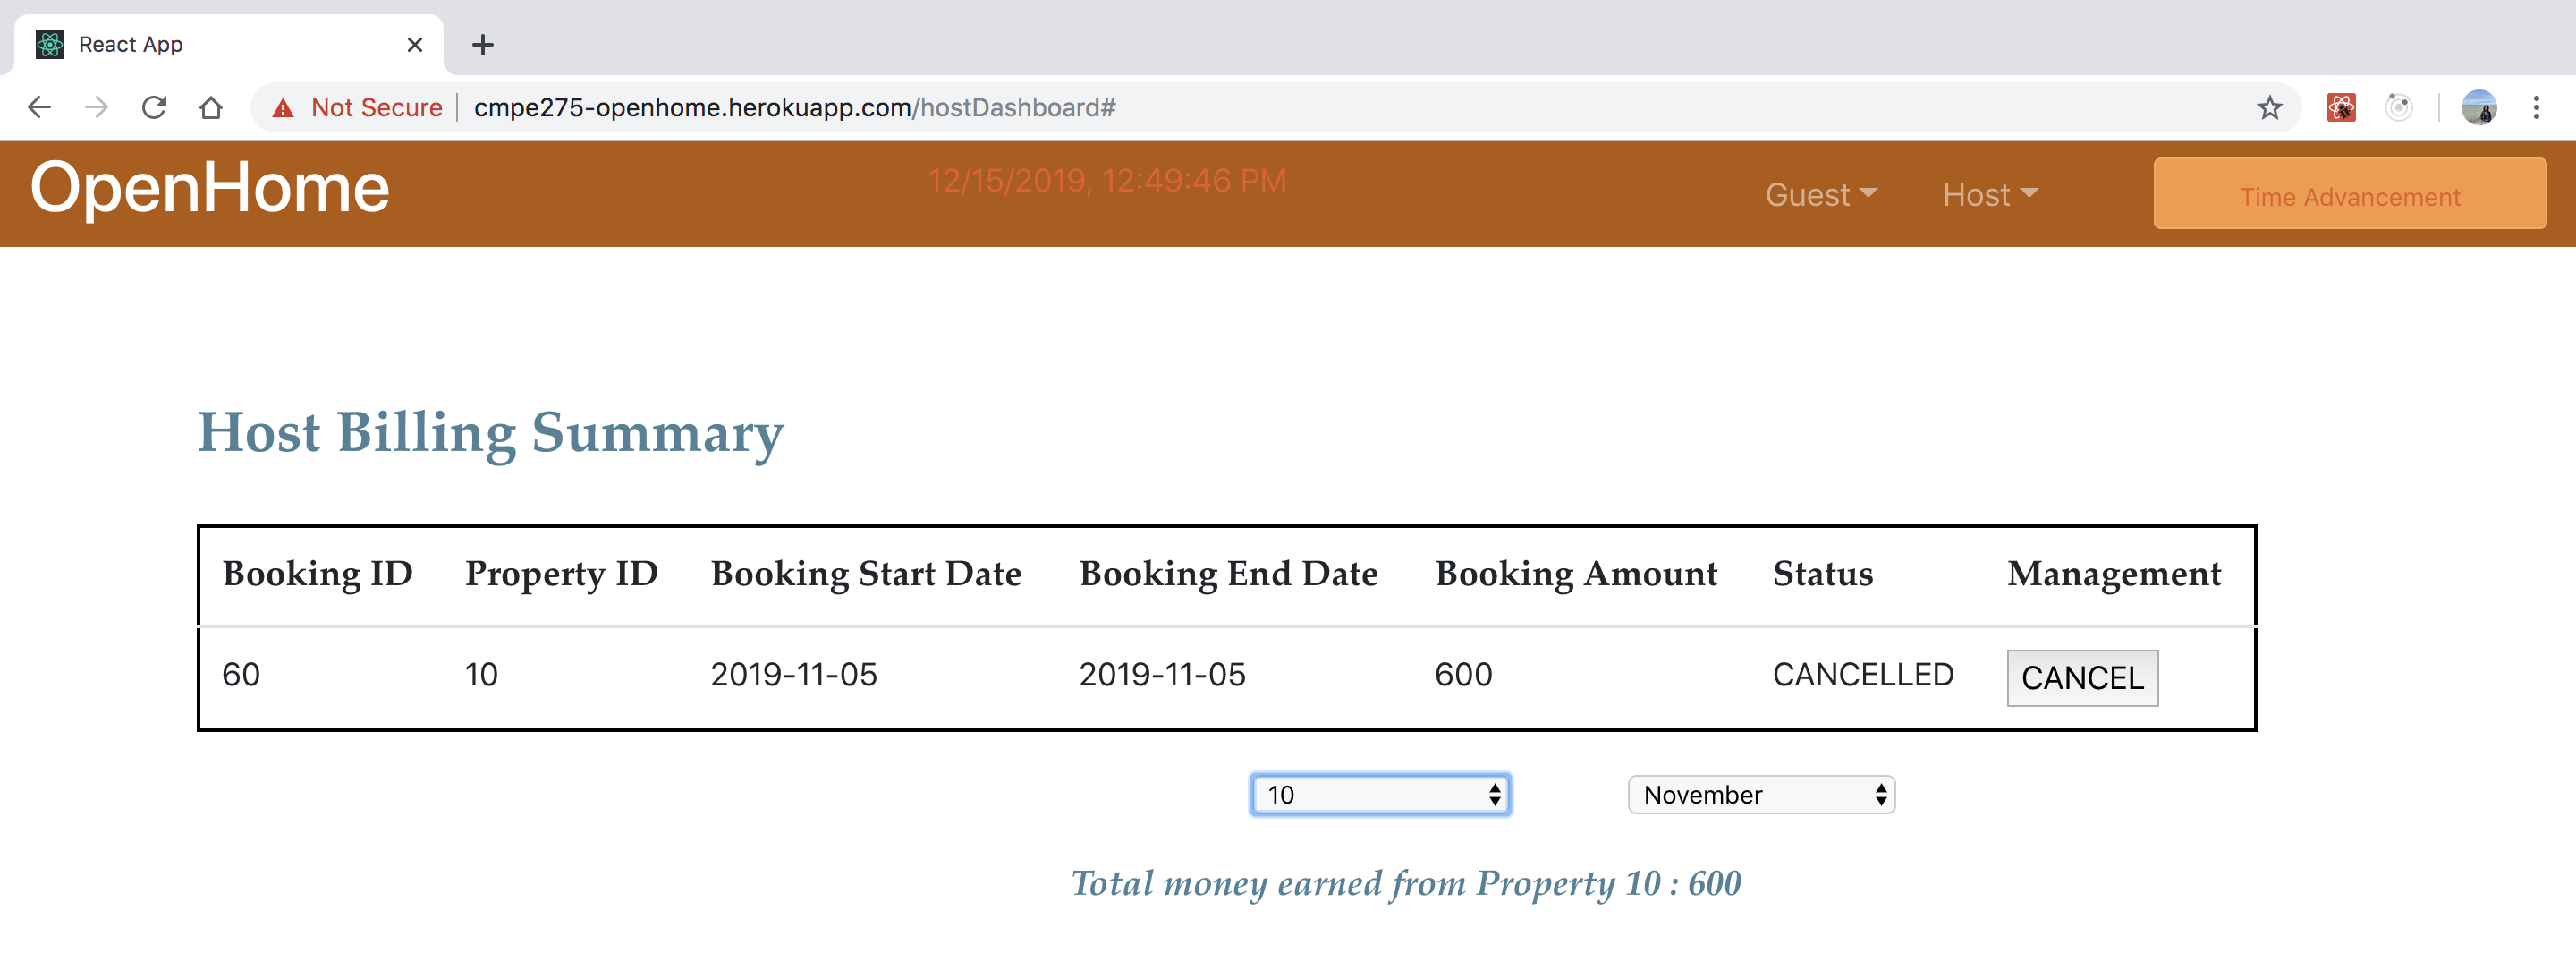 React App
Not Secure cmpe275-openhome.herokuapp.com/hostDashboard#
OpenHome 12/15/2019, 12:49:46 PM Guest Host Time Advancement
Host Billing Summary
Booking ID Property ID Booking Start Date Booking End Date Booking Amount Status Management
60 10 2019-11-05 2019-11-05 600 CANCELLED CANCEL
10 November
Total money earned from Property 10 : 600